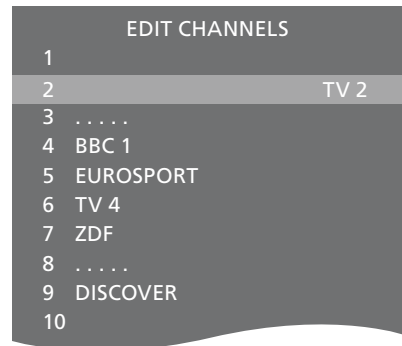 EDIT CHANNELS
1
2 TV 2
3 . . . . .
4 BBC 1
5 EUROSPORT
6 TV 4
7 ZDF
8 . . . . .
9 DISCOVER
10